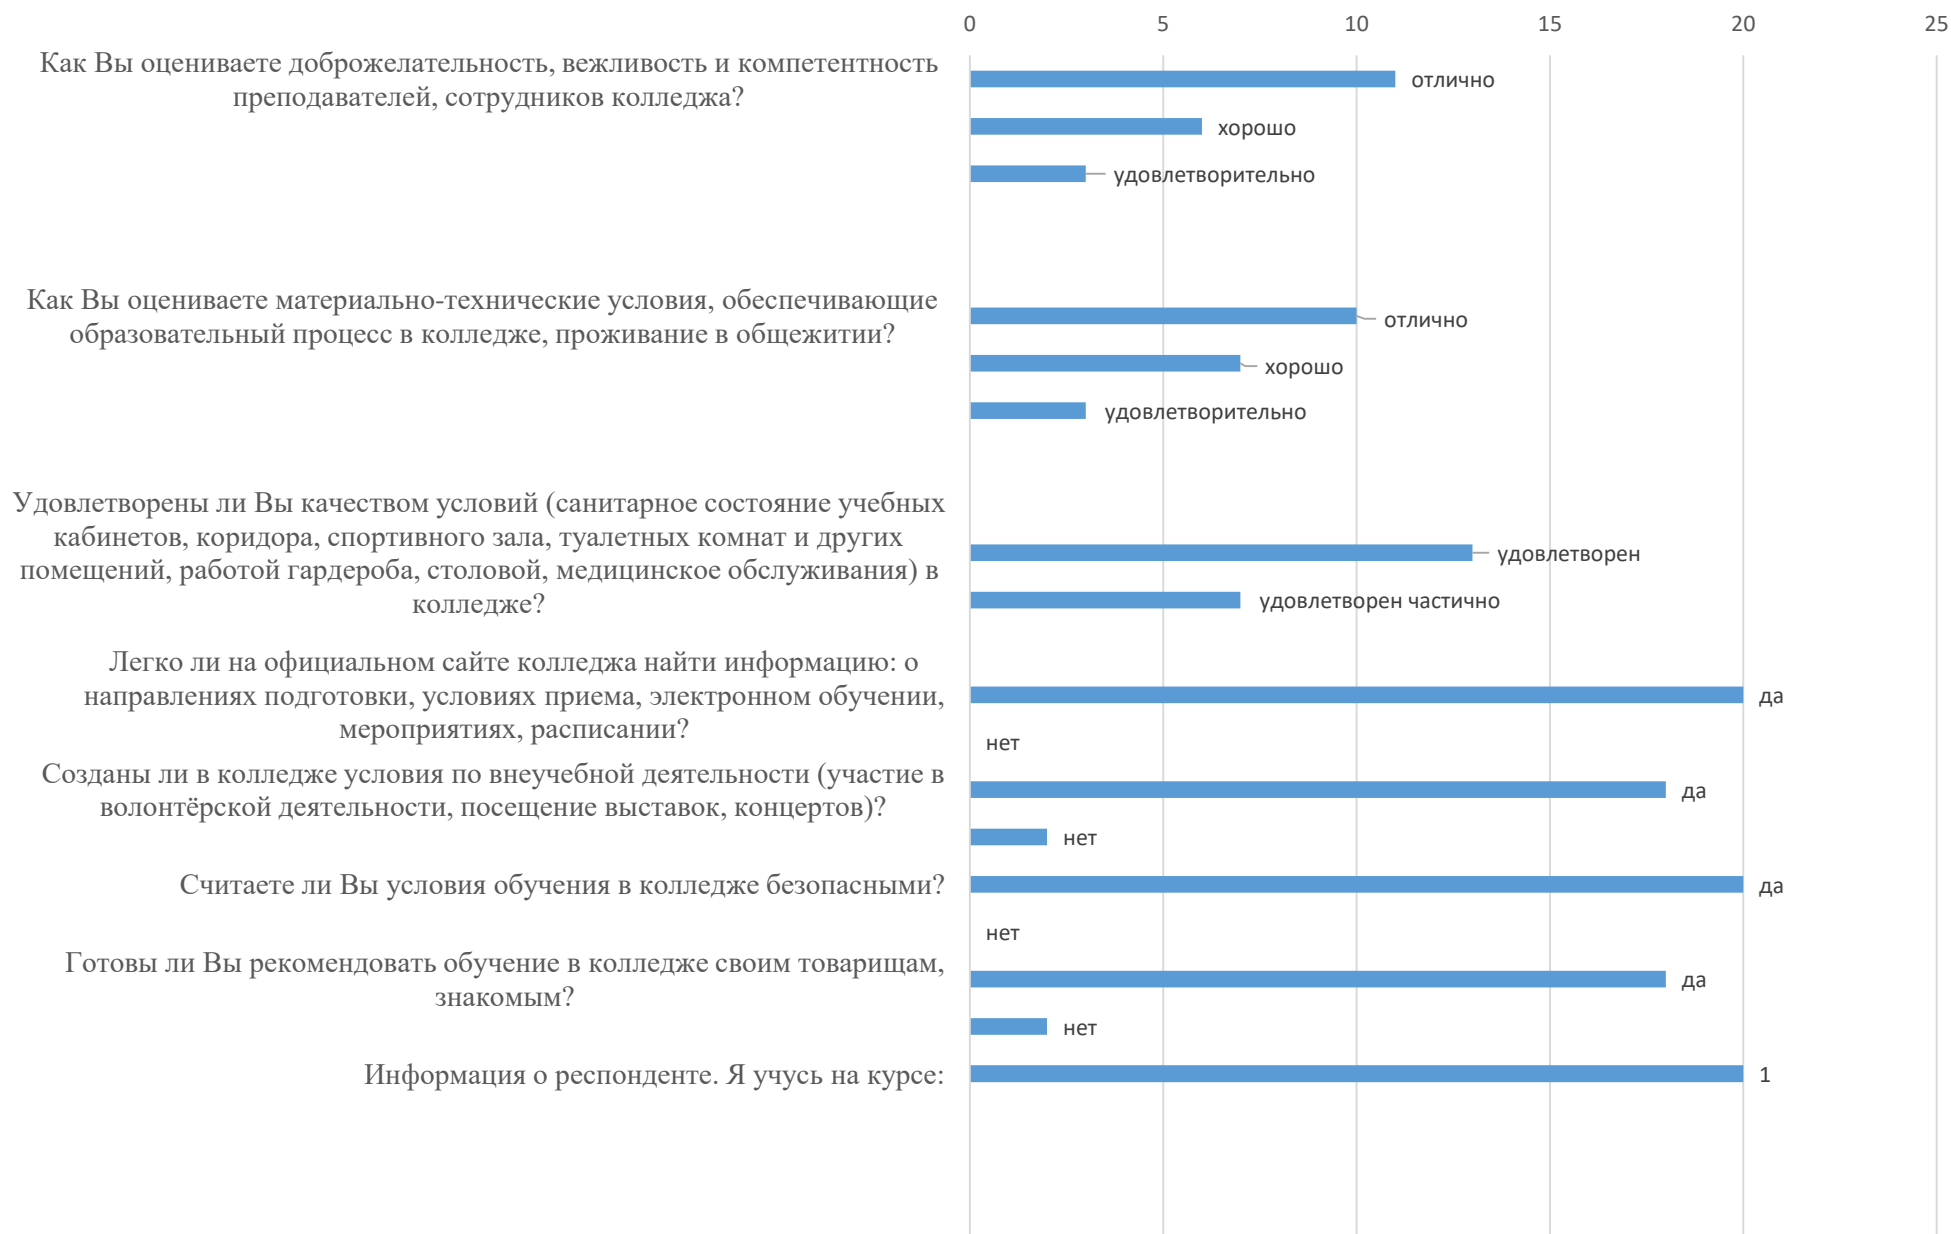 0 5 10 15 20 25
Как Вы оцениваете доброжелательность, вежливость и компетентность
преподавателей, сотрудников колледжа?
отлично
хорошо
удовлетворительно
Как Вы оцениваете материально-технические условия, обеспечивающие
образовательный процесс в колледже, проживание в общежитии?
отлично
хорошо
удовлетворительно
Удовлетворены ли Вы качеством условий (санитарное состояние учебных
кабинетов, коридора, спортивного зала, туалетных комнат и других
помещений, работой гардероба, столовой, медицинское обслуживания) в
колледже?
удовлетворен
удовлетворен частично
Легко ли на официальном сайте колледжа найти информацию: о
направлениях подготовки, условиях приема, электронном обучении,
мероприятиях, расписании?
да
нет
Созданы ли в колледже условия по внеучебной деятельности (участие в
волонтёрской деятельности, посещение выставок, концертов)?
да
нет
Считаете ли Вы условия обучения в колледже безопасными?
да
нет
Готовы ли Вы рекомендовать обучение в колледже своим товарищам,
знакомым?
да
нет
Информация о респонденте. Я учусь на курсе:
1